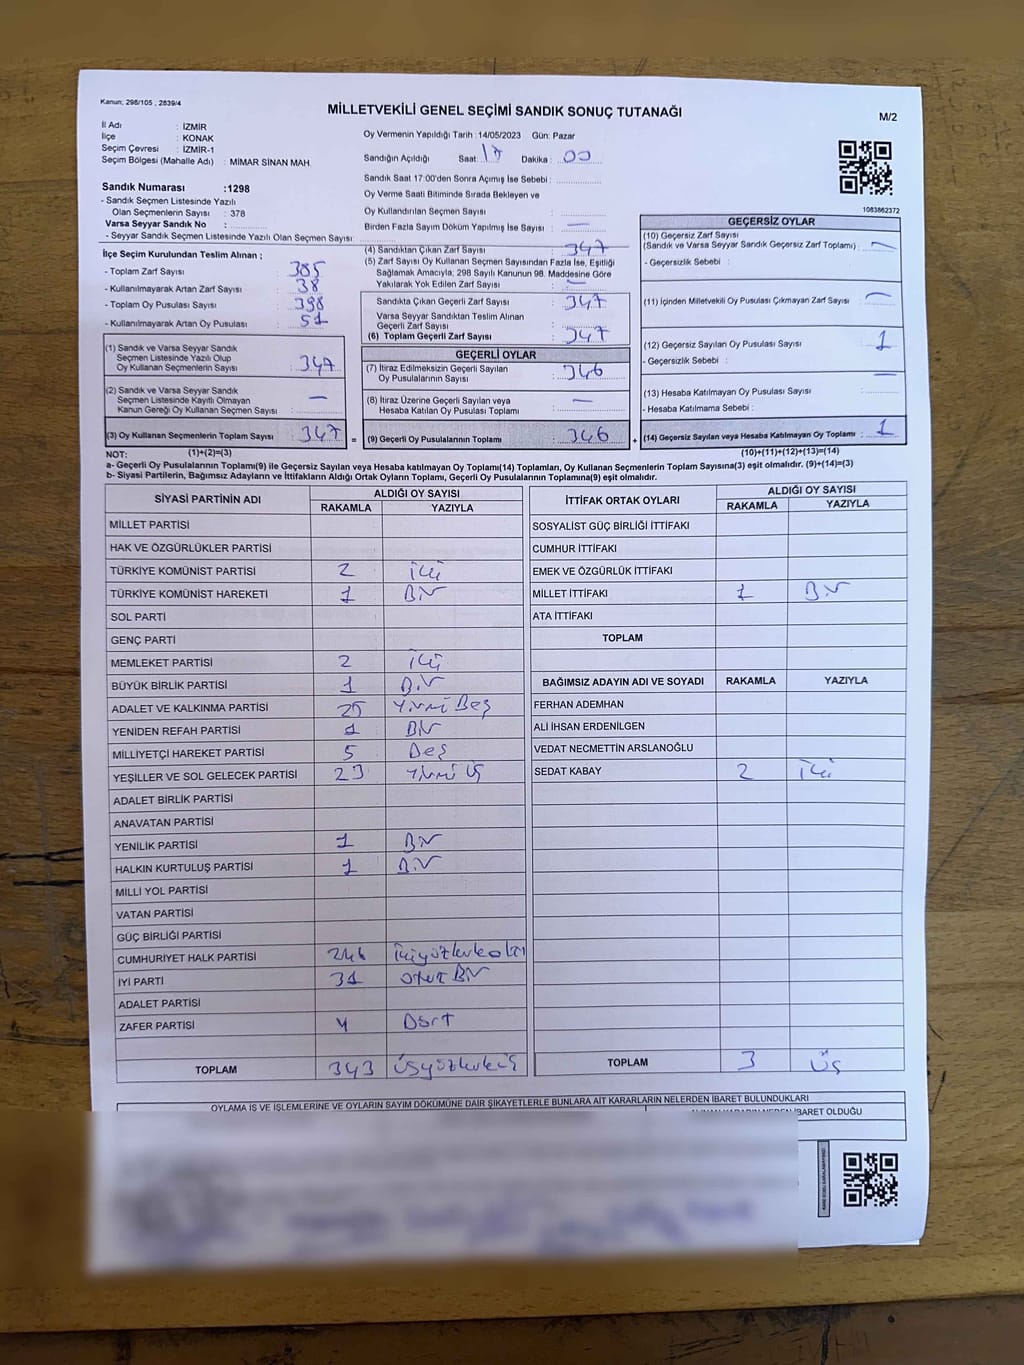 Kanun; 298/105 , 2839/4
MİLLETVEKİLİ GENEL SEÇİMİ SANDIK SONUÇ TUTANAĞI
M/2
İl Adı : İZMİR
İlçe : KONAK
Seçim Çevresi : İZMİR-1
Seçim Bölgesi (Mahalle Adı) : MİMAR SİNAN MAH.
Sandık Numarası :1298
- Sandık Seçmen Listesinde Yazılı
Olan Seçmenlerin Sayısı : 378
Varsa Seyyar Sandık No :
- Seyyar Sandık Seçmen Listesinde Yazılı Olan Seçmen Sayısı :
İlçe Seçim Kurulundan Teslim Alınan ;
- Toplam Zarf Sayısı : 385
- Kullanılmayarak Artan Zarf Sayısı : 38
- Toplam Oy Pusulası Sayısı : 398
- Kullanılmayarak Artan Oy Pusulası : 51
(1) Sandık ve Varsa Seyyar Sandık
Seçmen Listesinde Yazılı Olup
Oy Kullanan Seçmenlerin Sayısı : 347
(2) Sandık ve Varsa Seyyar Sandık
Seçmen Listesinde Kayıtlı Olmayan
Kanun Gereği Oy Kullanan Seçmen Sayısı : —
(3) Oy Kullanan Seçmenlerin Toplam Sayısı : 347 =
Oy Vermenin Yapıldığı Tarih : 14/05/2023 Gün: Pazar
Sandığın Açıldığı Saat: 17 Dakika : 00
Sandık Saat 17:00'den Sonra Açımış İse Sebebi :
Oy Verme Saati Bitiminde Sırada Bekleyen ve
Oy Kullandırılan Seçmen Sayısı :
Birden Fazla Sayım Döküm Yapılmış İse Sayısı : —
(4) Sandıktan Çıkan Zarf Sayısı : 347
(5) Zarf Sayısı Oy Kullanan Seçmen Sayısından Fazla İse, Eşitliği
Sağlamak Amacıyla, 298 Sayılı Kanunun 98. Maddesine Göre
Yakılarak Yok Edilen Zarf Sayısı : —
Sandıkta Çıkan Geçerli Zarf Sayısı : 347
Varsa Seyyar Sandıktan Teslim Alınan
Geçerli Zarf Sayısı :
(6) Toplam Geçerli Zarf Sayısı : 347
GEÇERLİ OYLAR
(7) İtiraz Edilmeksizin Geçerli Sayılan
Oy Pusulalarının Sayısı : 346
(8) İtiraz Üzerine Geçerli Sayılan veya
Hesaba Katılan Oy Pusulası Toplamı : —
(9) Geçerli Oy Pusulalarının Toplamı : 346 +
1083862372
GEÇERSİZ OYLAR
(10) Geçersiz Zarf Sayısı
(Sandık ve Varsa Seyyar Sandık Geçersiz Zarf Toplamı) : —
- Geçersizlik Sebebi :
(11) İçinden Milletvekili Oy Pusulası Çıkmayan Zarf Sayısı : —
(12) Geçersiz Sayılan Oy Pusulası Sayısı : 1
- Geçersizlik Sebebi :
(13) Hesaba Katılmayan Oy Pusulası Sayısı : —
- Hesaba Katılmama Sebebi :
(14) Geçersiz Sayılan veya Hesaba Katılmayan Oy Toplamı : 1
NOT: (1)+(2)=(3) (10)+(11)+(12)+(13)=(14)
a- Geçerli Oy Pusulalarının Toplamı(9) ile Geçersiz Sayılan veya Hesaba katılmayan Oy Toplamı(14) Toplamları, Oy Kullanan Seçmenlerin Toplam Sayısına(3) eşit olmalıdır. (9)+(14)=(3)
b- Siyasi Partilerin, Bağımsız Adayların ve İttifakların Aldığı Ortak Oyların Toplamı, Geçerli Oy Pusulalarının Toplamına(9) eşit olmalıdır.
SİYASİ PARTİNİN ADI ALDIĞI OY SAYISI
RAKAMLA YAZIYLA
MİLLET PARTİSİ
HAK VE ÖZGÜRLÜKLER PARTİSİ
TÜRKİYE KOMÜNİST PARTİSİ 2 iki
TÜRKİYE KOMÜNİST HAREKETİ 1 Bir
SOL PARTİ
GENÇ PARTİ
MEMLEKET PARTİSİ 2 iki
BÜYÜK BİRLİK PARTİSİ 1 Bir
ADALET VE KALKINMA PARTİSİ 25 Yirmi Beş
YENİDEN REFAH PARTİSİ 1 Bir
MİLLİYETÇİ HAREKET PARTİSİ 5 Beş
YEŞİLLER VE SOL GELECEK PARTİSİ 23 Yirmi üç
ADALET BİRLİK PARTİSİ
ANAVATAN PARTİSİ
YENİLİK PARTİSİ 1 Bir
HALKIN KURTULUŞ PARTİSİ 1 Bir
MİLLİ YOL PARTİSİ
VATAN PARTİSİ
GÜÇ BİRLİĞİ PARTİSİ
CUMHURİYET HALK PARTİSİ 246 ikiyüzkırkaltı
İYİ PARTİ 31 otuz Bir
ADALET PARTİSİ
ZAFER PARTİSİ 4 Dört
TOPLAM 343 üçyüzkırküç
İTTİFAK ORTAK OYLARI ALDIĞI OY SAYISI
RAKAMLA YAZIYLA
SOSYALİST GÜÇ BİRLİĞİ İTTİFAKI
CUMHUR İTTİFAKI
EMEK VE ÖZGÜRLÜK İTTİFAKI
MİLLET İTTİFAKI 1 Bir
ATA İTTİFAKI
TOPLAM
BAĞIMSIZ ADAYIN ADI VE SOYADI RAKAMLA YAZIYLA
FERHAN ADEMHAN
ALİ İHSAN ERDENİLGEN
VEDAT NECMETTİN ARSLANOĞLU
SEDAT KABAY 2 iki
TOPLAM 3 üç
OYLAMA İŞ VE İŞLEMLERİNE VE OYLARIN SAYIM DÖKÜMÜNE DAİR ŞİKAYETLERLE BUNLARA AİT KARARLARIN NELERDEN İBARET BULUNDUKLARI
İBARET OLDUĞU